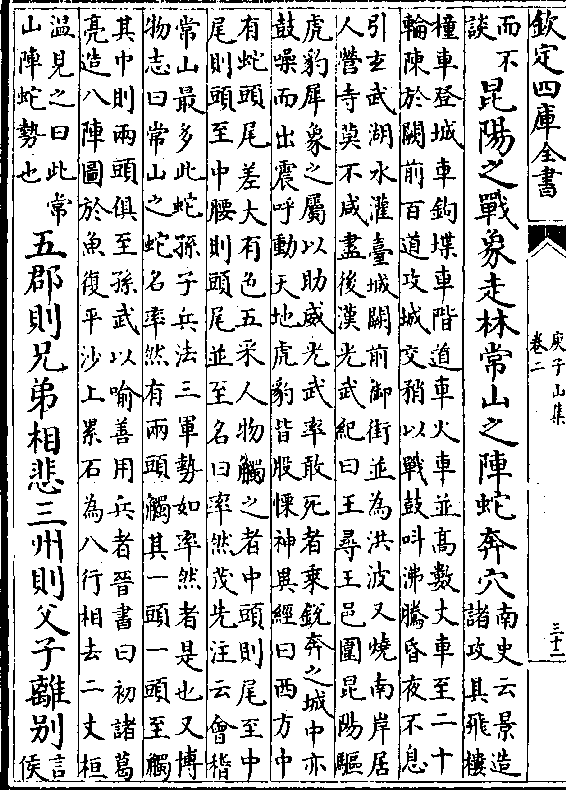 欽定四庫全書
庾子山集
卷二
三十二
而不
談
昆陽之戰象走林常山之陣蛇奔穴
南史云景造
諸攻具飛樓
橦車登城車鈎堞車階道車火車並高數丈車至二十
輪陳於闕前百道攻城交稍以戰鼓呌沸騰昏夜不息
引玄武湖水灌臺城闕前御街並為洪波又燒南岸居
人營寺莫不咸盡後漢光武紀曰王尋王邑圍昆陽驅
虎豹犀象之屬以助威光武率敢死者乘銳奔之城中亦
鼓噪而出震呼動天地虎豹皆股慄神異經曰西方中
有蛇頭尾差大有色五采人物觸之者中頭則尾至中
尾則頭至中腰則頭尾並至名曰率然茂先注云會稽
常山最多此蛇孫子兵法三軍勢如率然者是也又博
物志曰常山之蛇名率然有兩頭觸其一頭一頭至觸
其中則兩頭俱至孫武以喻善用兵者晉書曰初諸葛
亮造八陣圖於魚復平沙上累石為八行相去二丈桓
温見之曰此常
山陣蛇勢也
五郡則兄弟相悲三州則父子離别
言
侯